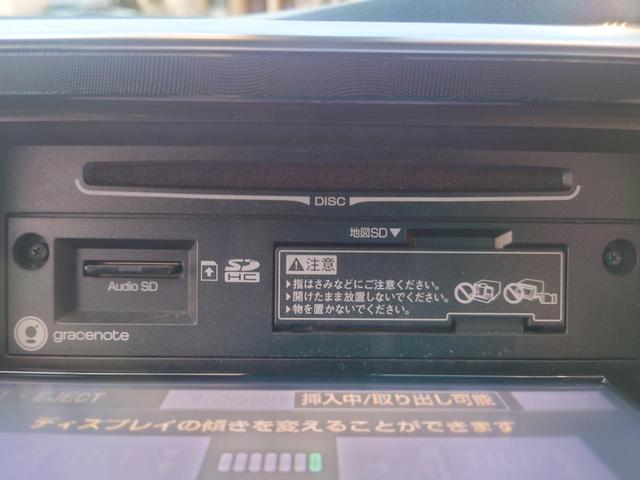 DISC
地図SD▼
Audio SD
SD
HC
gracenote
⚠注意
▶指はさみなどにご注意ください。
▶開けたまま放置しないでください。
▶物を置かないでください。
EJECT
挿入中/取り出し可能
ディスプレイの傾きを変えることができます
TILT